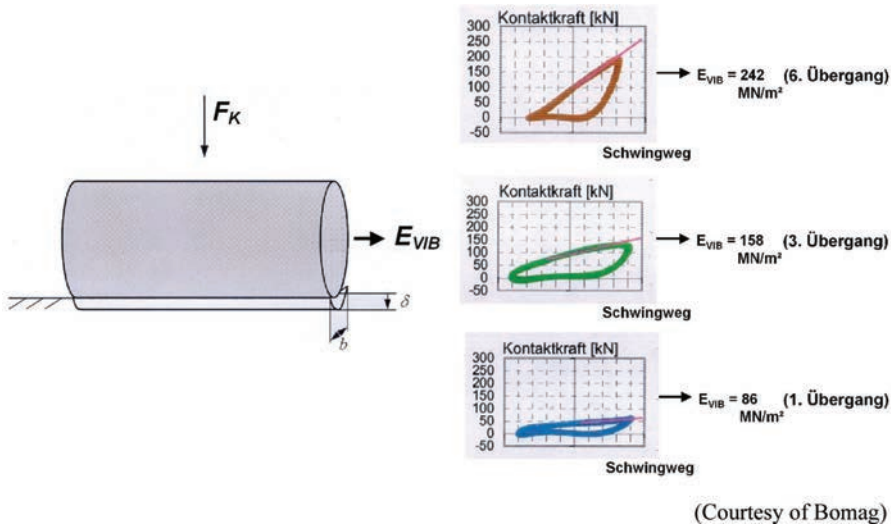 F_K
E_VIB
δ
b
Kontaktkraft [kN]
300
250
200
150
100
50
0
-50
Schwingweg
E_VIB = 242 (6. Übergang)
MN/m²
Kontaktkraft [kN]
300
250
200
150
100
50
0
-50
Schwingweg
E_VIB = 158 (3. Übergang)
MN/m²
Kontaktkraft [kN]
300
250
200
150
100
50
0
-50
Schwingweg
E_VIB = 86 (1. Übergang)
MN/m²
(Courtesy of Bomag)